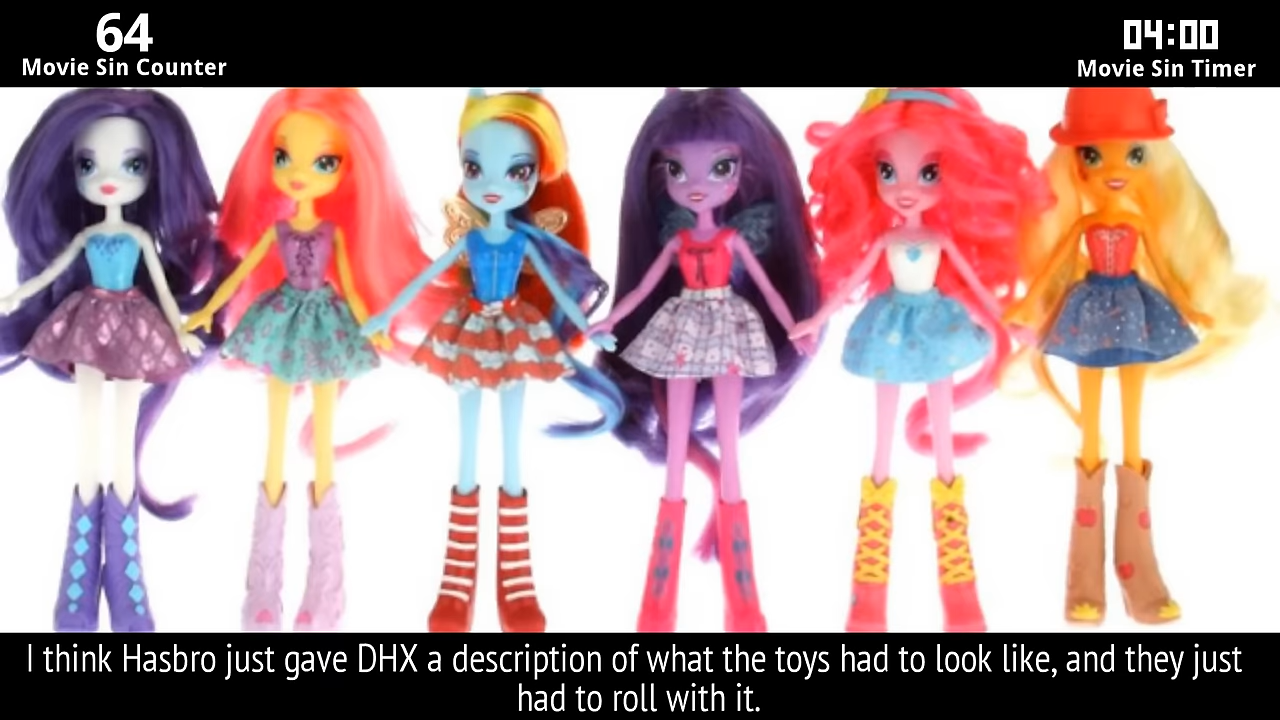 64
Movie Sin Counter
04:00
Movie Sin Timer
I think Hasbro just gave DHX a description of what the toys had to look like, and they just
had to roll with it.